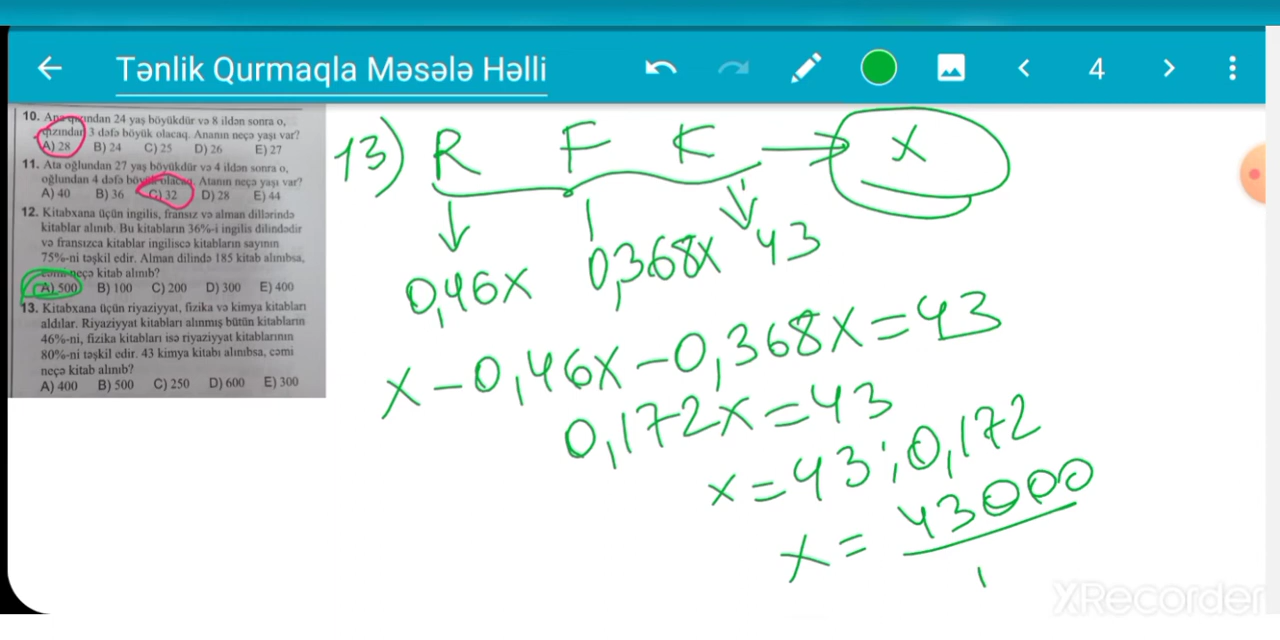 Tənlik Qurmaqla Məsələ Həlli
4
10. Ana qızından 24 yaş böyükdür və 8 ildən sonra o,
qızından 3 dəfə böyük olacaq. Ananın neçə yaşı var?
A) 28 B) 24 C) 25 D) 26 E) 27
11. Ata oğlundan 27 yaş böyükdür və 4 ildən sonra o,
oğlundan 4 dəfə böyük olacaq. Atanın neçə yaşı var?
A) 40 B) 36 C) 32 D) 28 E) 44
12. Kitabxana üçün ingilis, fransız və alman dillərində
kitablar alınıb. Bu kitabların 36%-i ingilis dilindədir
və fransızca kitablar ingiliscə kitabların sayının
75%-ni təşkil edir. Alman dilində 185 kitab alınıbsa,
cəmi neçə kitab alınıb?
A) 500 B) 100 C) 200 D) 300 E) 400
13. Kitabxana üçün riyaziyyat, fizika və kimya kitabları
aldılar. Riyaziyyat kitabları alınmış bütün kitabların
46%-ni, fizika kitabları isə riyaziyyat kitablarının
80%-ni təşkil edir. 43 kimya kitabı alınıbsa, cəmi
neçə kitab alınıb?
A) 400 B) 500 C) 250 D) 600 E) 300
13) R F K → X
0,46x 0,368x 43
x-0,46x-0,368x=43
0,172x=43
x=43:0,172
x=43000
XRecorder